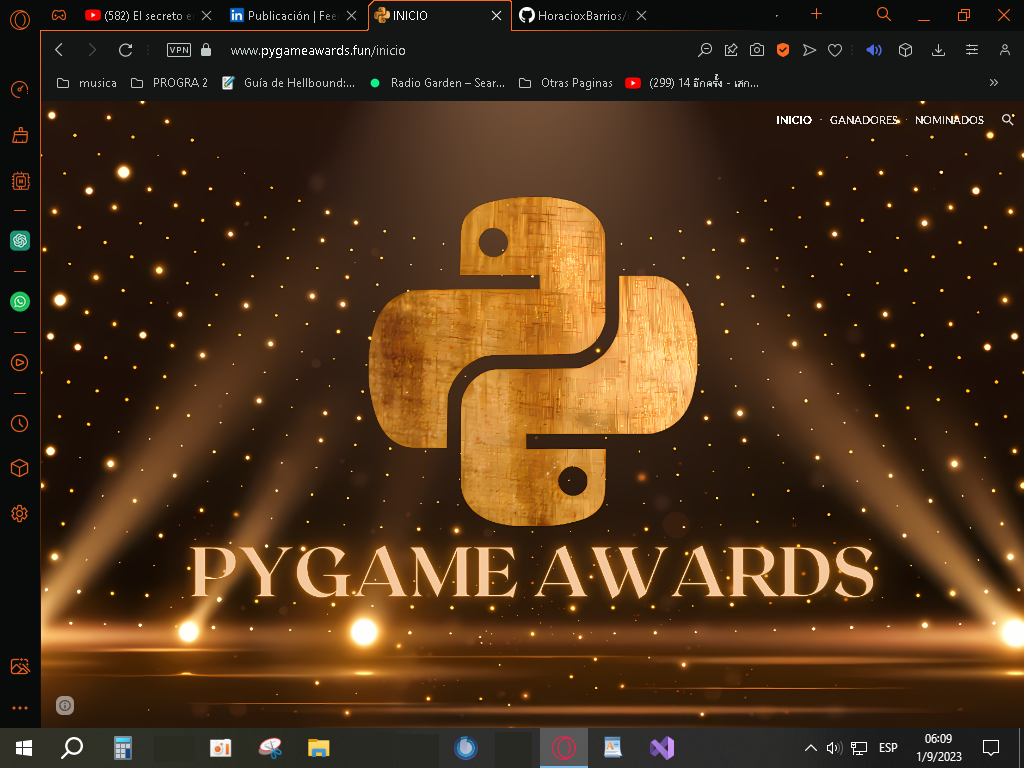 (582) El secreto e
Publicación | Fee
INICIO
HoracioxBarrios/
VPN
www.pygameawards.fun/inicio
musica
PROGRA 2
Guía de Hellbound:...
Radio Garden – Sear...
Otras Paginas
(299) 14 อีกครั้ง - เสก...
INICIO · GANADORES · NOMINADOS
PYGAME AWARDS
ESP
06:09
1/9/2023